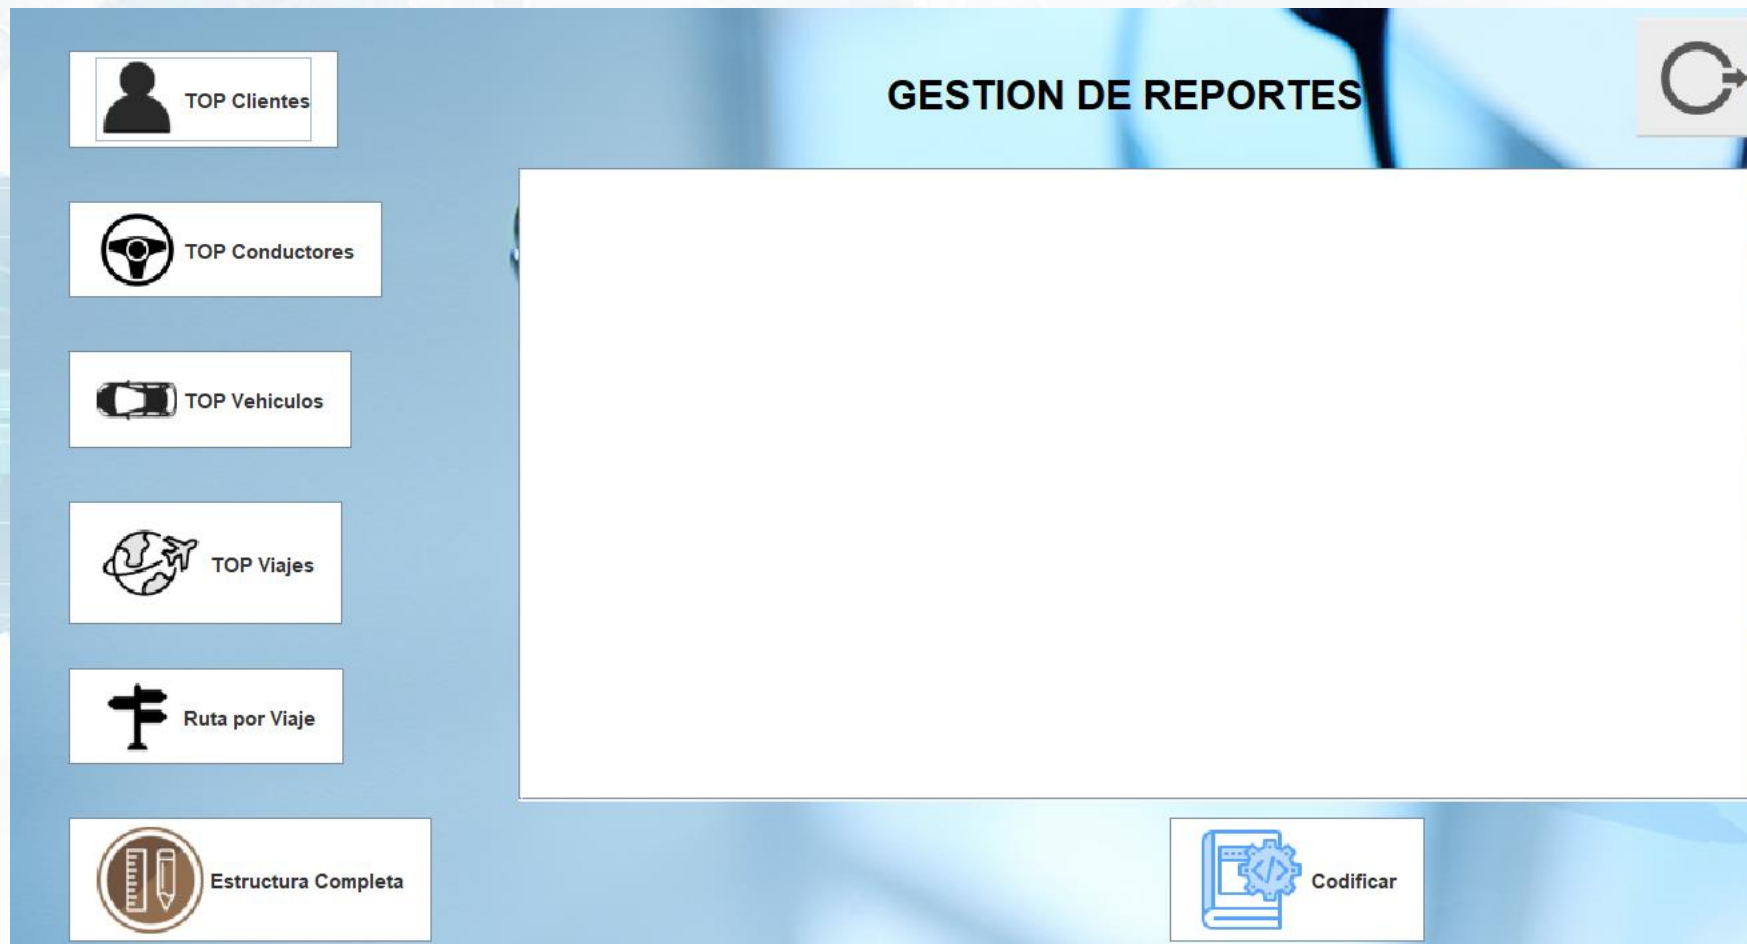 TOP Clientes
GESTION DE REPORTES
TOP Conductores
TOP Vehiculos
TOP Viajes
Ruta por Viaje
Estructura Completa
Codificar